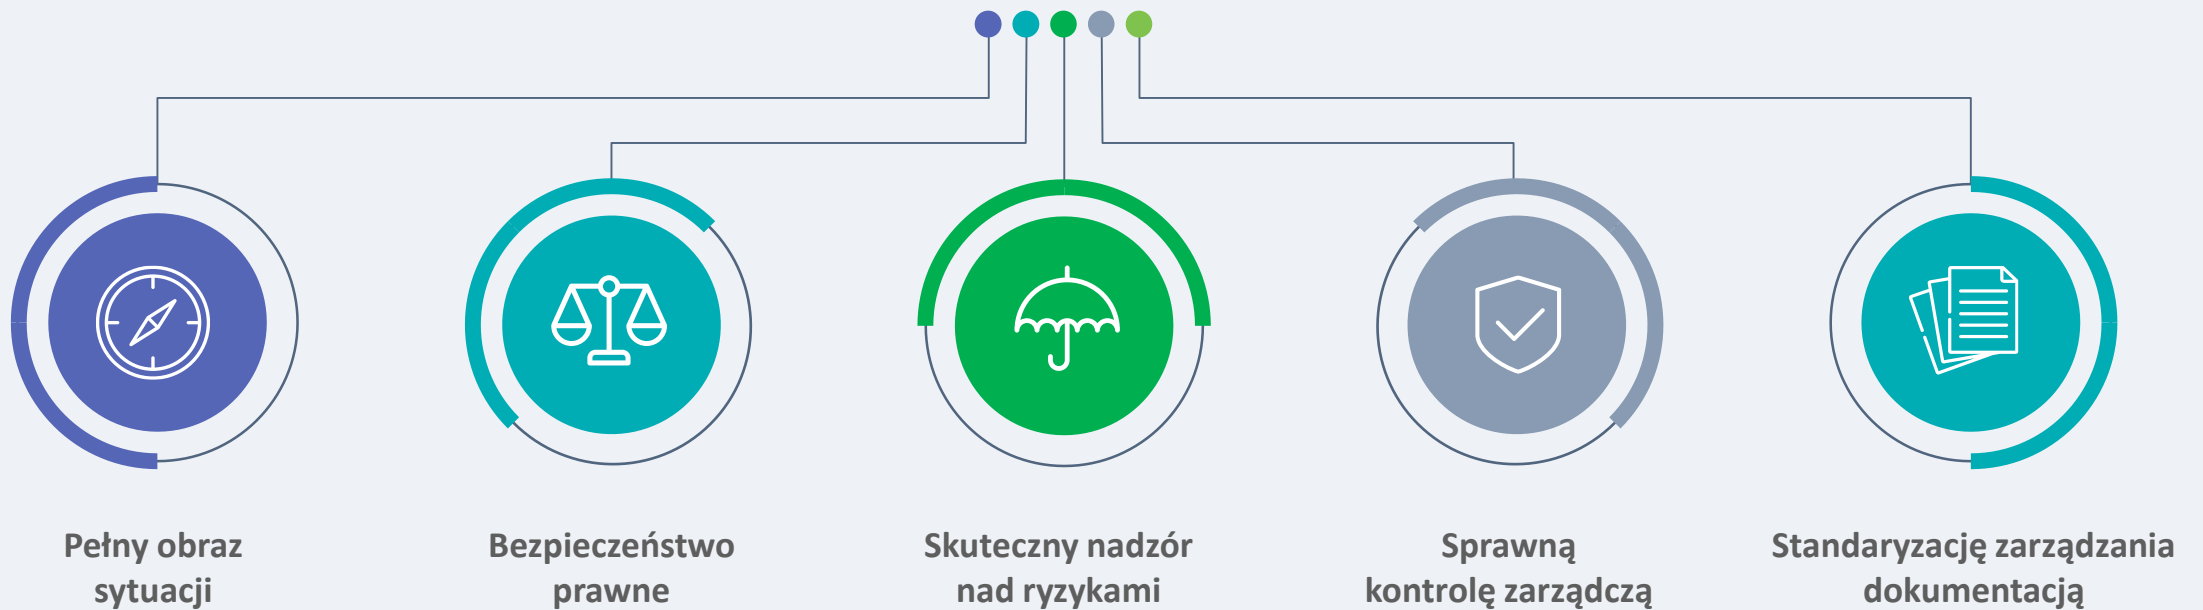 Pełny obraz
sytuacji
Bezpieczeństwo
prawne
Skuteczny nadzór
nad ryzykami
Sprawną
kontrolę zarządczą
Standaryzację zarządzania
dokumentacją